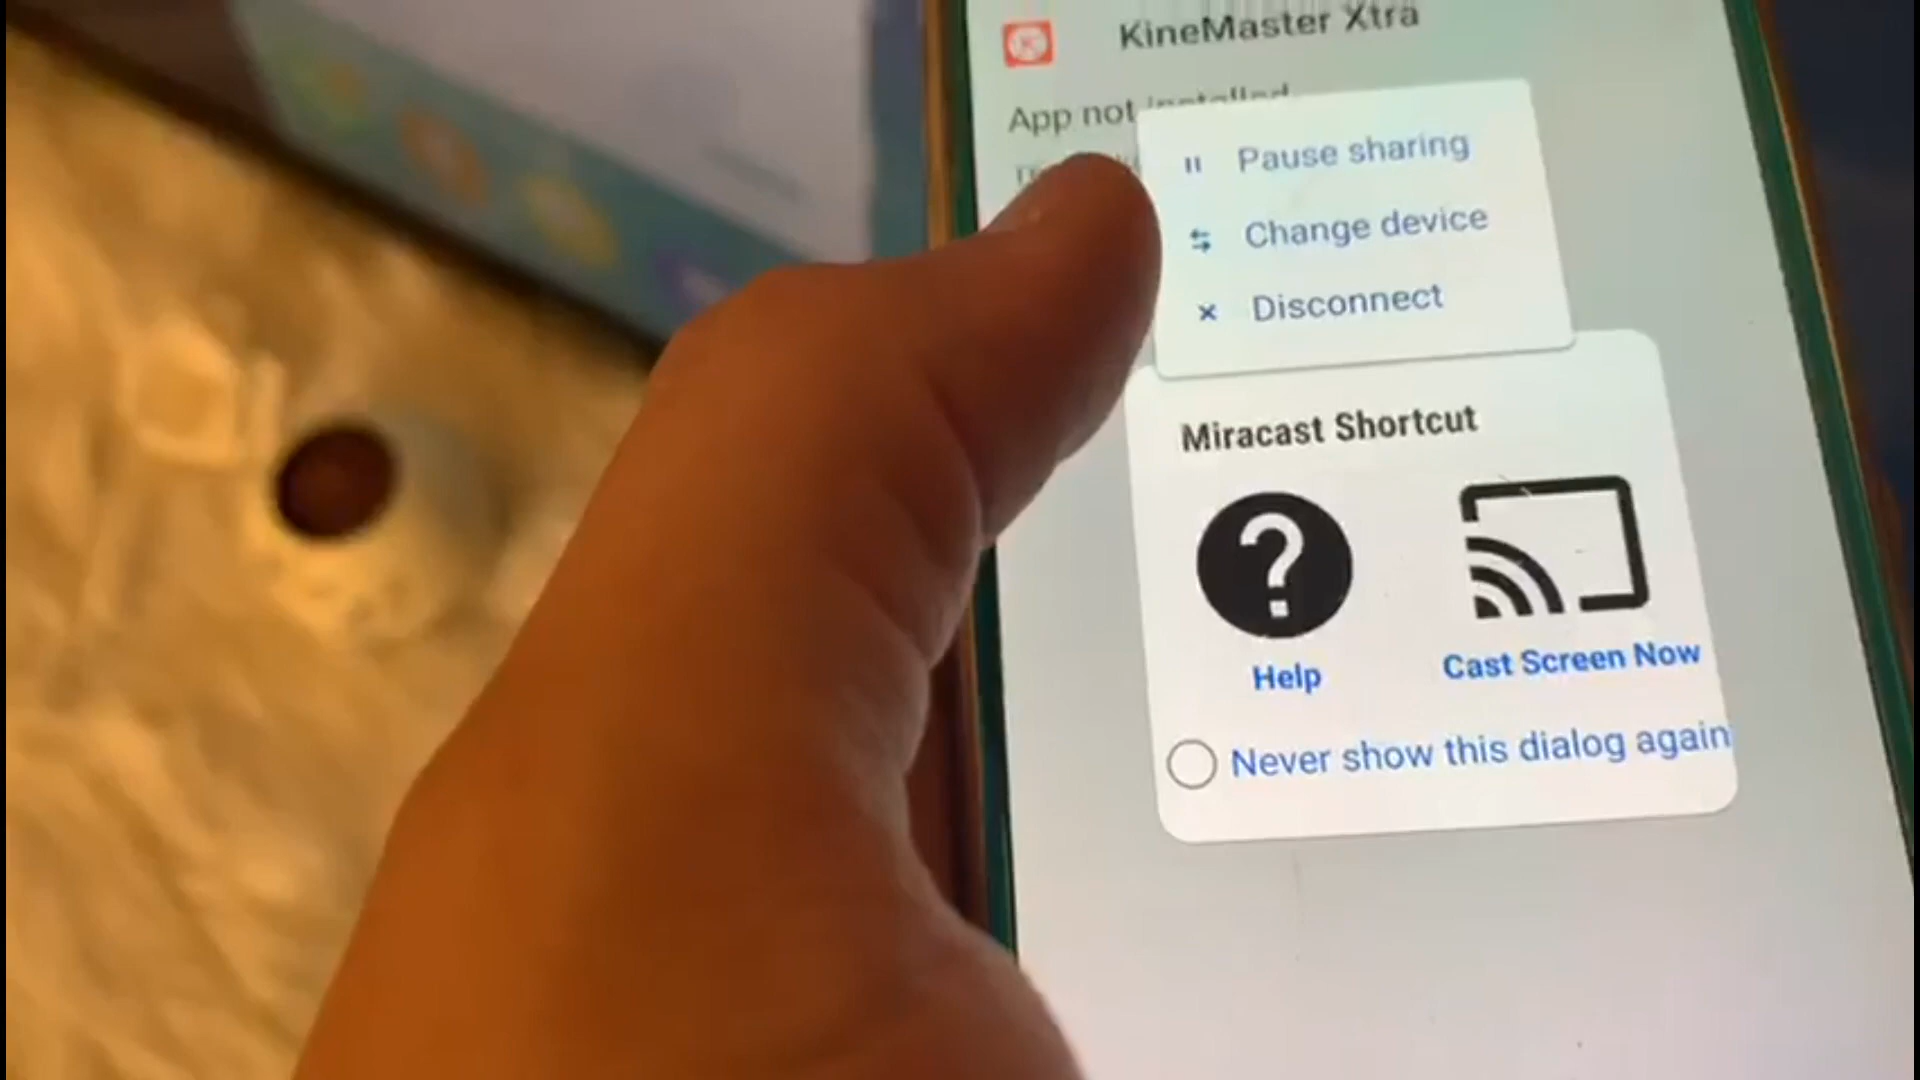 KineMaster Xtra
App not installed
Pause sharing
Change device
Disconnect
Miracast Shortcut
Help
Cast Screen Now
Never show this dialog again